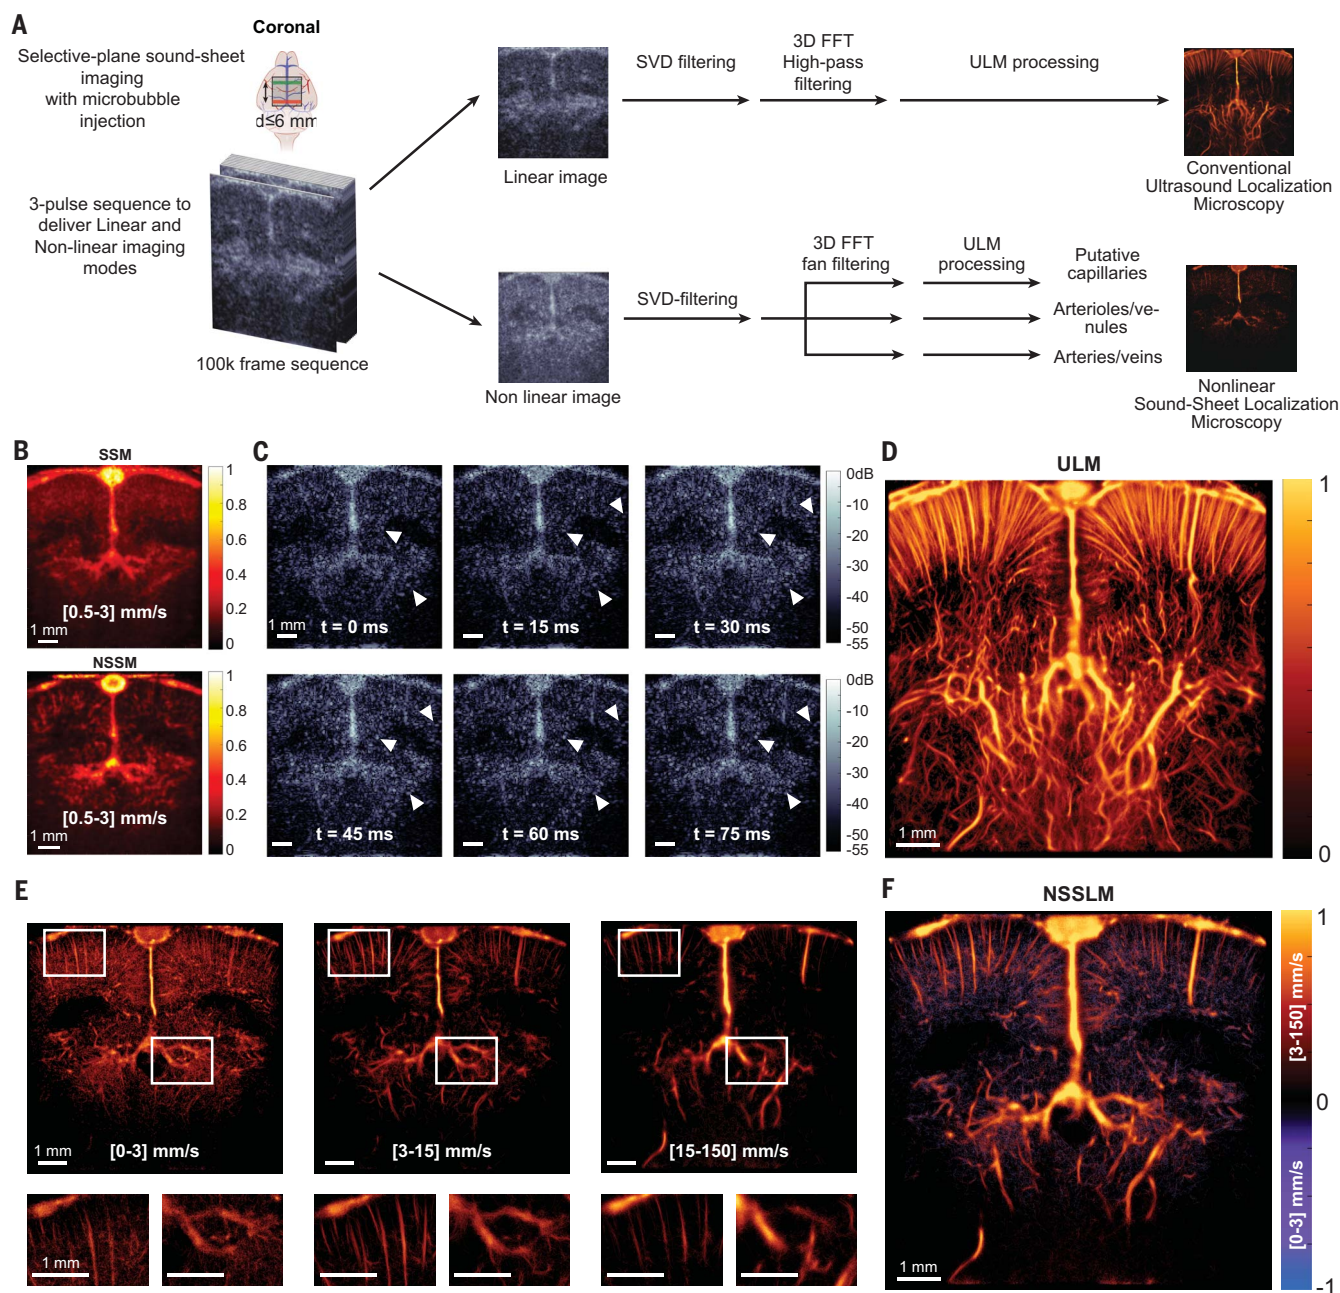 A
Coronal
Selective-plane sound-sheet
imaging
with microbubble
injection
d≤6 mm
3-pulse sequence to
deliver Linear and
Non-linear imaging
modes
100k frame sequence
Linear image
SVD filtering
3D FFT
High-pass
filtering
ULM processing
Conventional
Ultrasound Localization
Microscopy
Non linear image
SVD-filtering
3D FFT
fan filtering
ULM
processing
Putative
capillaries
Arterioles/ve-
nules
Arteries/veins
Nonlinear
Sound-Sheet Localization
Microscopy
B
SSM
[0.5-3] mm/s
1 mm
1
0.8
0.6
0.4
0.2
0
NSSM
[0.5-3] mm/s
1 mm
1
0.8
0.6
0.4
0.2
0
C
1 mm
t = 0 ms
t = 15 ms
t = 30 ms
0dB
-10
-20
-30
-40
-50
-55
t = 45 ms
t = 60 ms
t = 75 ms
0dB
-10
-20
-30
-40
-50
-55
D
ULM
1 mm
1
0
E
1 mm
[0-3] mm/s
[3-15] mm/s
[15-150] mm/s
1 mm
F
NSSLM
1 mm
1
[3-150] mm/s
0
[0-3] mm/s
-1